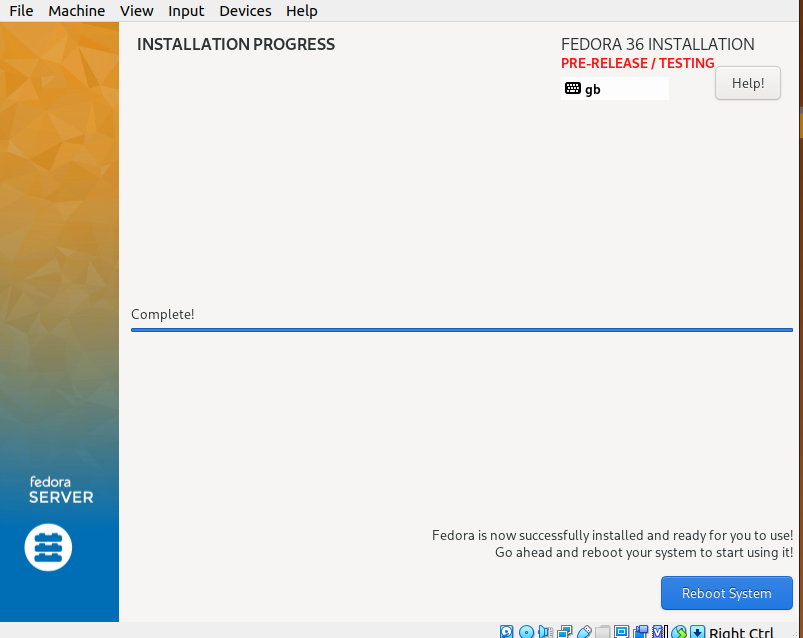 File Machine View Input Devices Help
INSTALLATION PROGRESS
FEDORA 36 INSTALLATION
PRE-RELEASE / TESTING
gb
Help!
Complete!
fedora
SERVER
Fedora is now successfully installed and ready for you to use!
Go ahead and reboot your system to start using it!
Reboot System
Right Ctrl